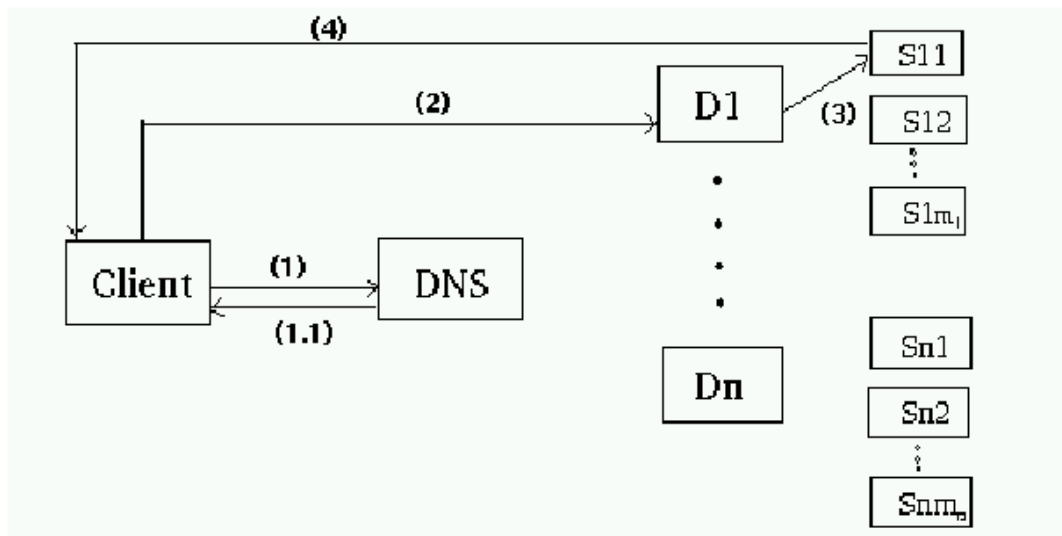 (4)
S11
(2)
D1
(3)
S12
S1m₁
Client
(1)
DNS
(1.1)
Sn1
Dn
Sn2
Snmₙ